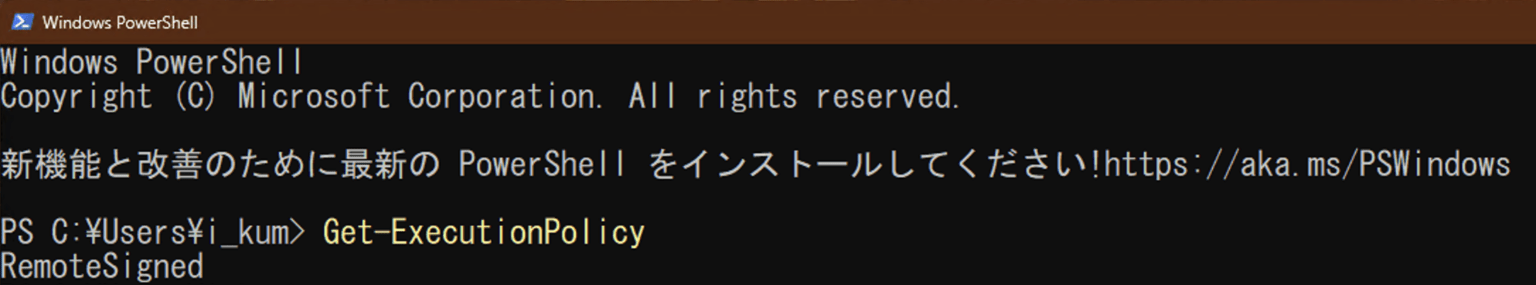 Windows PowerShell
Windows PowerShell
Copyright (C) Microsoft Corporation. All rights reserved.
新機能と改善のために最新の PowerShell をインストールしてください!https://aka.ms/PSWindows
PS C:¥Users¥i_kum> Get-ExecutionPolicy
RemoteSigned